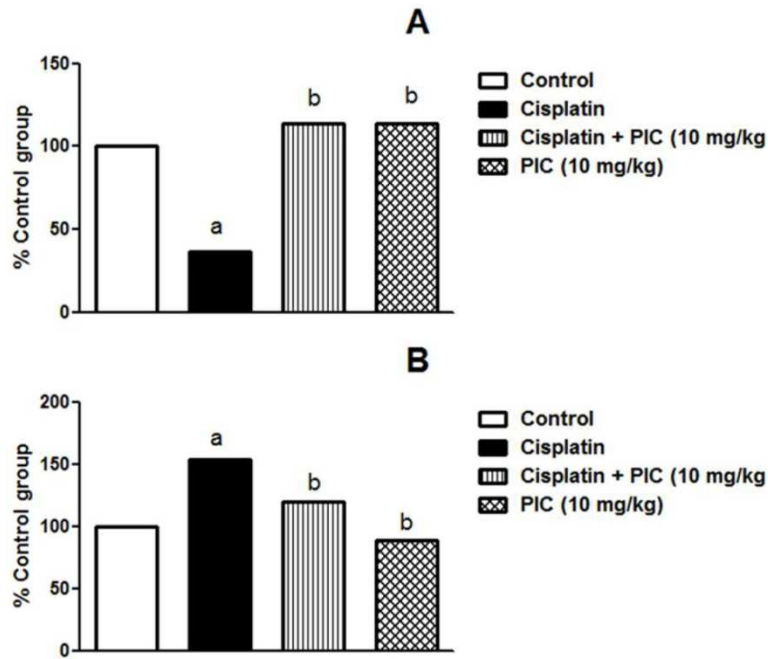 A
% Control group
150
100
50
0
a
b
b
Control
Cisplatin
Cisplatin + PIC (10 mg/kg
PIC (10 mg/kg)
B
% Control group
200
150
100
50
0
a
b
b
Control
Cisplatin
Cisplatin + PIC (10 mg/kg
PIC (10 mg/kg)